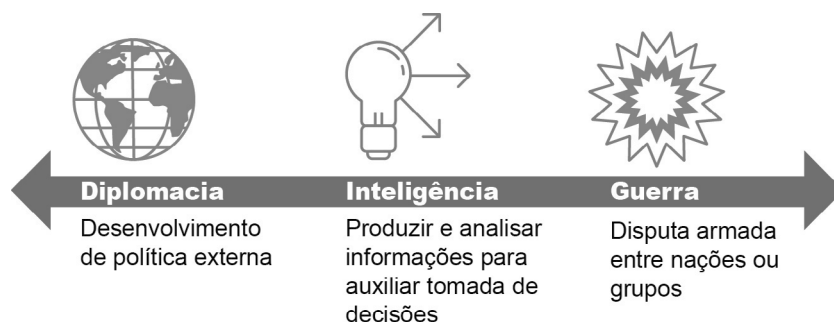 Diplomacia
Desenvolvimento
de política externa
Inteligência
Produzir e analisar
informações para
auxiliar tomada de
decisões
Guerra
Disputa armada
entre nações ou
grupos